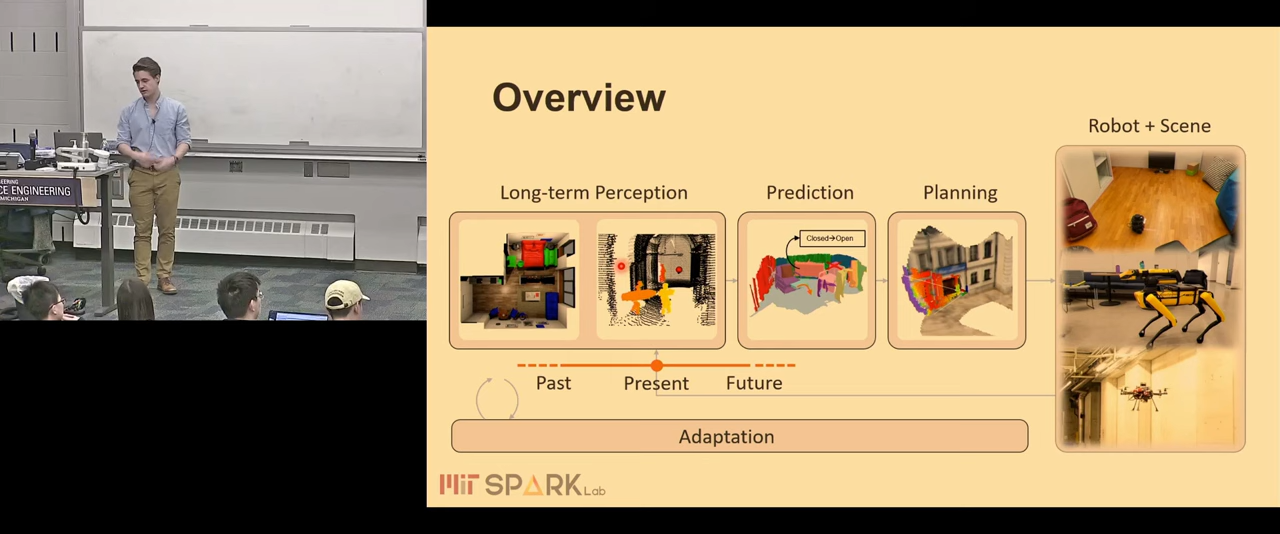 EERING
CE ENGINEERING
MICHIGAN
Overview
Robot + Scene
Long-term Perception
Prediction
Planning
Closed→Open
Past
Present
Future
Adaptation
MIT SPARK Lab